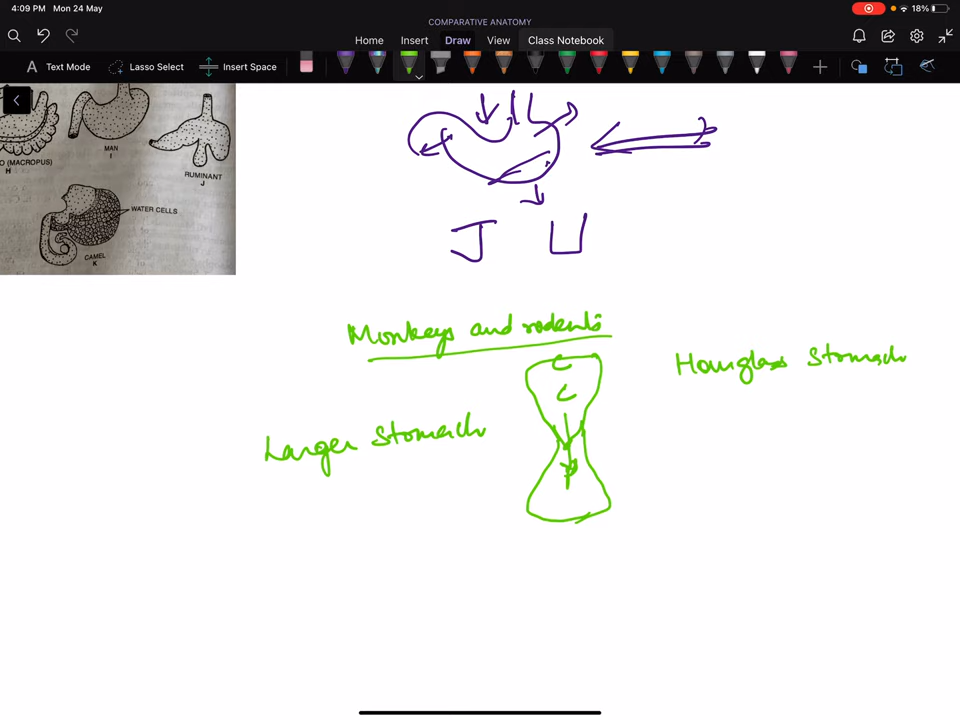 4:09 PM Mon 24 May
18%
COMPARATIVE ANATOMY
Home Insert Draw View Class Notebook
Text Mode Lasso Select Insert Space
O (MACROPUS)
H
MAN
I
RUMINANT
J
WATER CELLS
CAMEL
K
J U
Monkeys and rodents
Hourglass Stomach
Larger Stomach
C
C
P